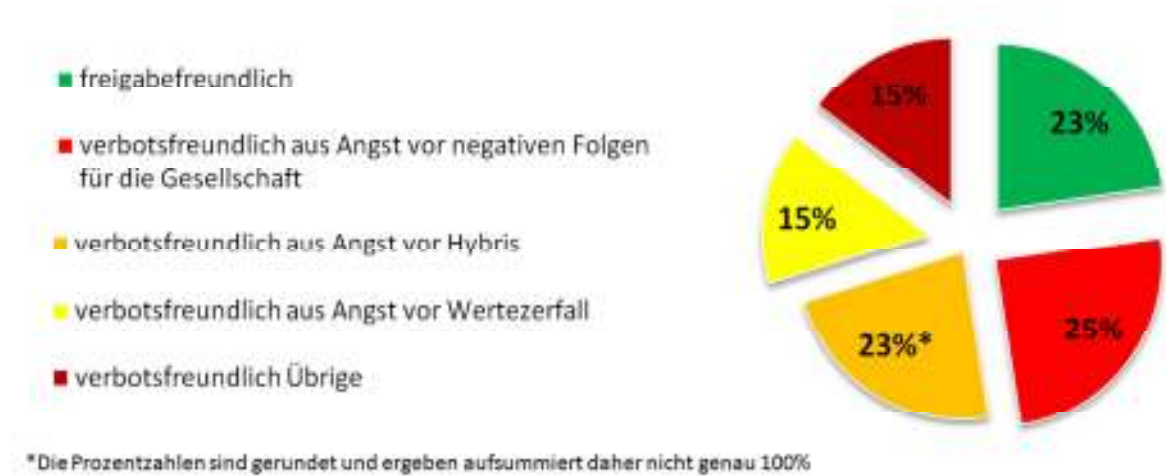 freigabefreundlich
verbotsfreundlich aus Angst vor negativen Folgen
für die Gesellschaft
verbotsfreundlich aus Angst vor Hybris
verbotsfreundlich aus Angst vor Wertezerfall
verbotsfreundlich Übrige
15%
23%
15%
23%*
25%
*Die Prozentzahlen sind gerundet und ergeben aufsummiert daher nicht genau 100%